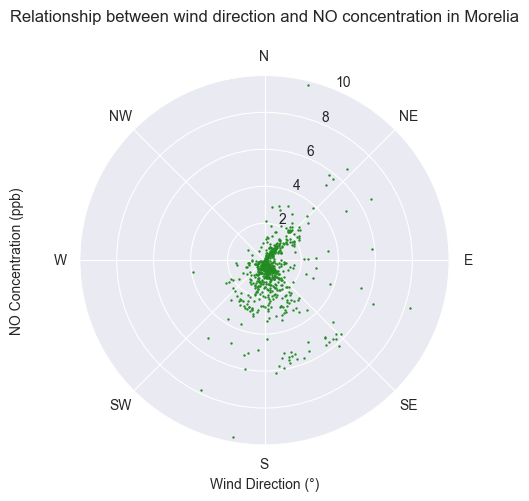 Relationship between wind direction and NO concentration in Morelia
N
NW
NE
10
8
6
4
2
W
E
NO Concentration (ppb)
SW
SE
S
Wind Direction (°)